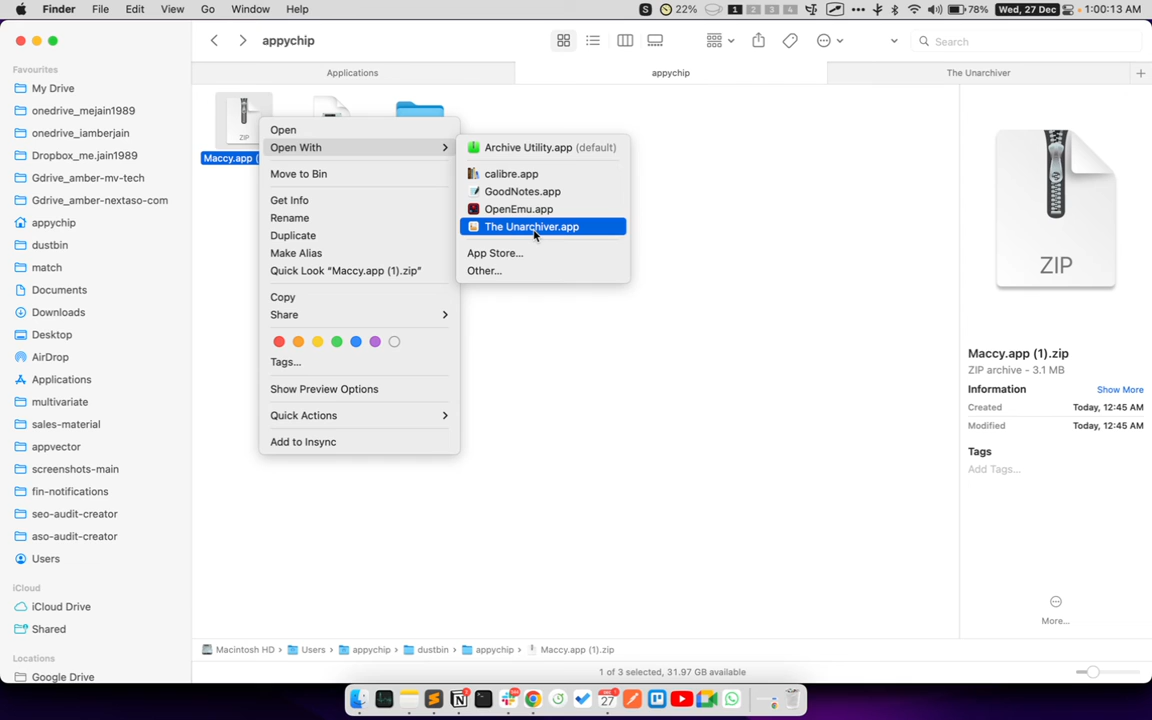 Finder File Edit View Go Window Help
S 22% 1 2 3 4 78% Wed, 27 Dec 1:00:13 AM
appychip
Search
Applications appychip The Unarchiver
Favourites
My Drive
onedrive_mejain1989
onedrive_iamberjain
Dropbox_me.jain1989
Gdrive_amber-mv-tech
Gdrive_amber-nextaso-com
appychip
dustbin
match
Documents
Downloads
Desktop
AirDrop
Applications
multivariate
sales-material
appvector
screenshots-main
fin-notifications
seo-audit-creator
aso-audit-creator
Users
iCloud
iCloud Drive
Shared
Locations
Google Drive
ZIP
Maccy.app (
Open
Open With
Move to Bin
Get Info
Rename
Duplicate
Make Alias
Quick Look “Maccy.app (1).zip”
Copy
Share
Tags...
Show Preview Options
Quick Actions
Add to Insync
Archive Utility.app (default)
calibre.app
GoodNotes.app
OpenEmu.app
The Unarchiver.app
App Store...
Other...
ZIP
Maccy.app (1).zip
ZIP archive - 3.1 MB
Information Show More
Created Today, 12:45 AM
Modified Today, 12:45 AM
Tags
Add Tags...
More...
Macintosh HD › Users › appychip › dustbin › appychip › Maccy.app (1).zip
1 of 3 selected, 31.97 GB available
27